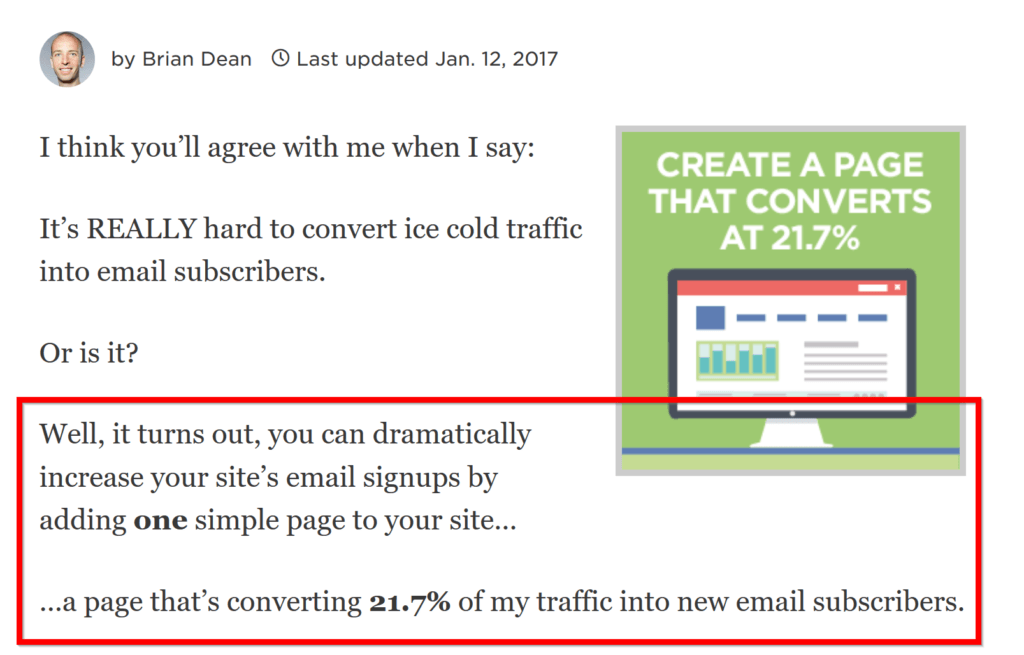 by Brian Dean Last updated Jan. 12, 2017
I think you’ll agree with me when I say:
It’s REALLY hard to convert ice cold traffic
into email subscribers.
Or is it?
CREATE A PAGE
THAT CONVERTS
AT 21.7%
Well, it turns out, you can dramatically
increase your site’s email signups by
adding one simple page to your site…
…a page that’s converting 21.7% of my traffic into new email subscribers.